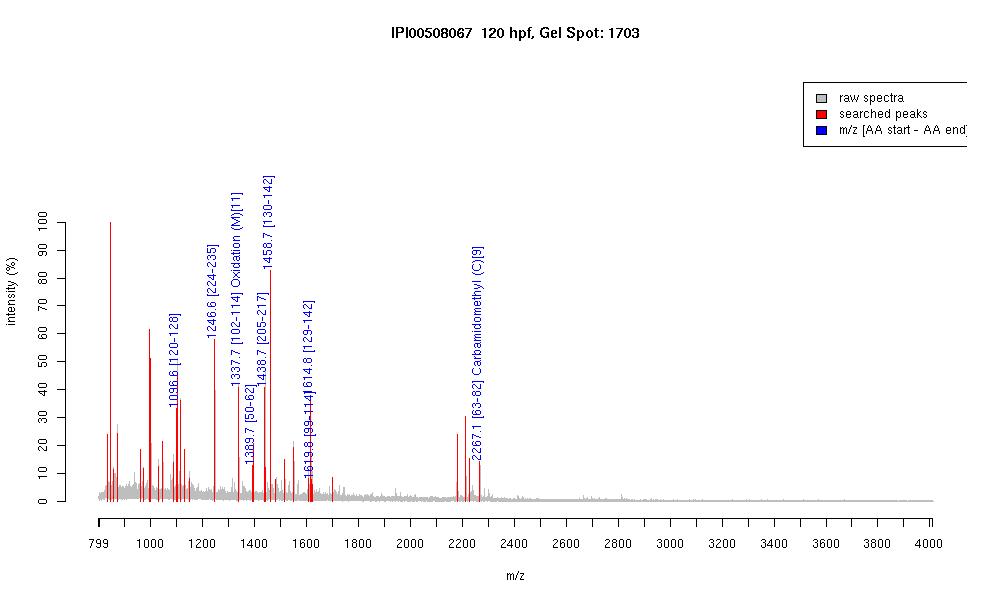 IPI00508067 120 hpf, Gel Spot: 1703
raw spectra
searched peaks
m/z [AA start - AA end]
intensity (%)
100
90
80
70
60
50
40
30
20
10
0
1096.6 [120-128]
1246.6 [224-235]
1337.7 [102-114] Oxidation (M)[11]
1389.7 [50-62]
1438.7 [205-217]
1458.7 [130-142]
1614.8 [129-142]
1619.8 [99-114]
2267.1 [63-82] Carbamidomethyl (C)[9]
799 1000 1200 1400 1600 1800 2000 2200 2400 2600 2800 3000 3200 3400 3600 3800 4000
m/z